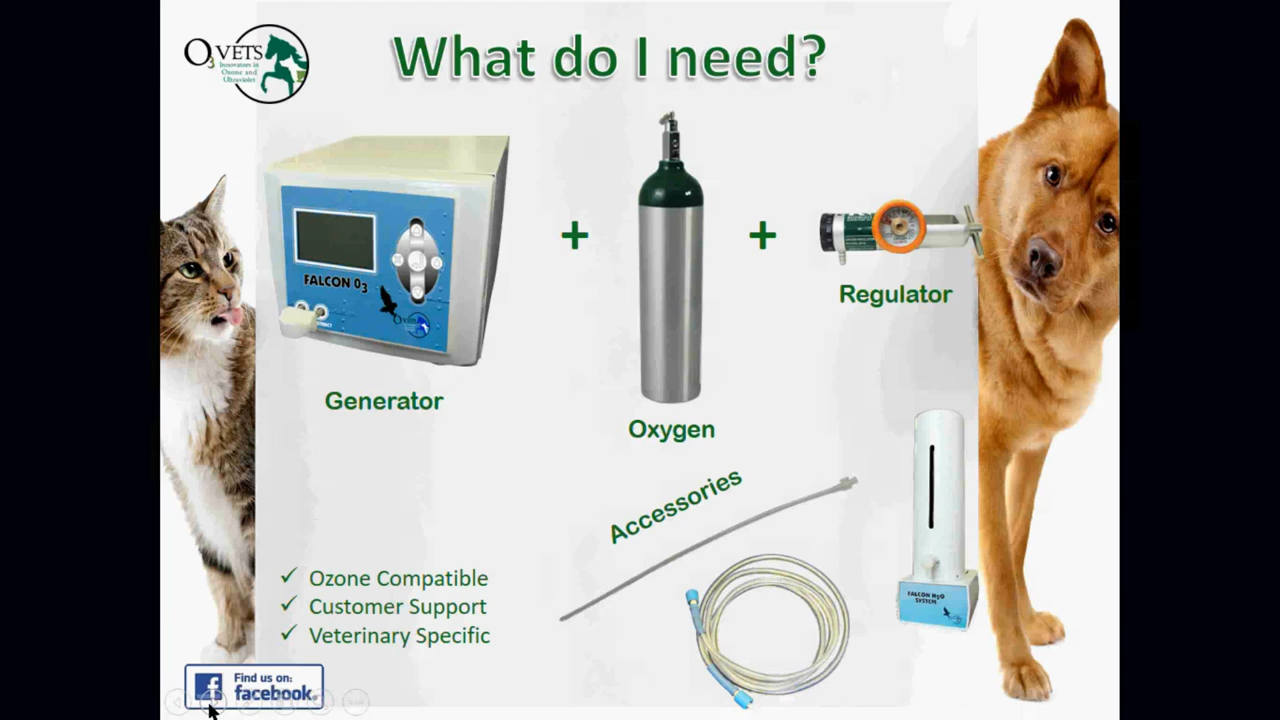 O3VETS
Innovators in
Ozone and
Ultraviolet
What do I need?
FALCON 03
Generator
+
Oxygen
+
Regulator
Accessories
FALCON H2O
SYSTEM
✓ Ozone Compatible
✓ Customer Support
✓ Veterinary Specific
Find us on:
facebook